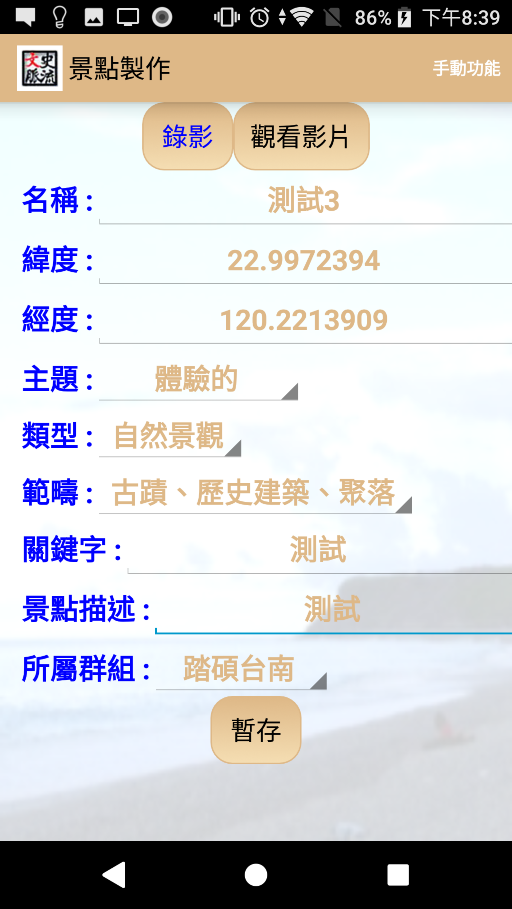 86% 下午8:39
文史脈流 景點製作 手動功能
錄影 觀看影片
名稱 : 測試3
緯度 : 22.9972394
經度 : 120.2213909
主題 : 體驗的
類型 : 自然景觀
範疇 : 古蹟、歷史建築、聚落
關鍵字 : 測試
景點描述 : 測試
所屬群組 : 踏碩台南
暫存